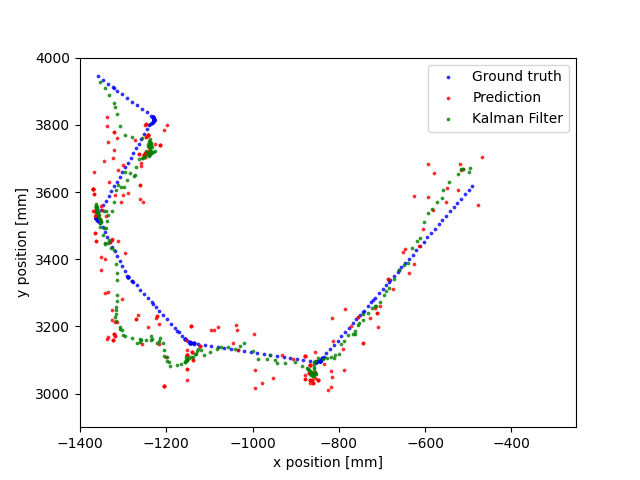 4000
3800
3600
3400
3200
3000
y position [mm]
Ground truth
Prediction
Kalman Filter
−1400 −1200 −1000 −800 −600 −400
x position [mm]